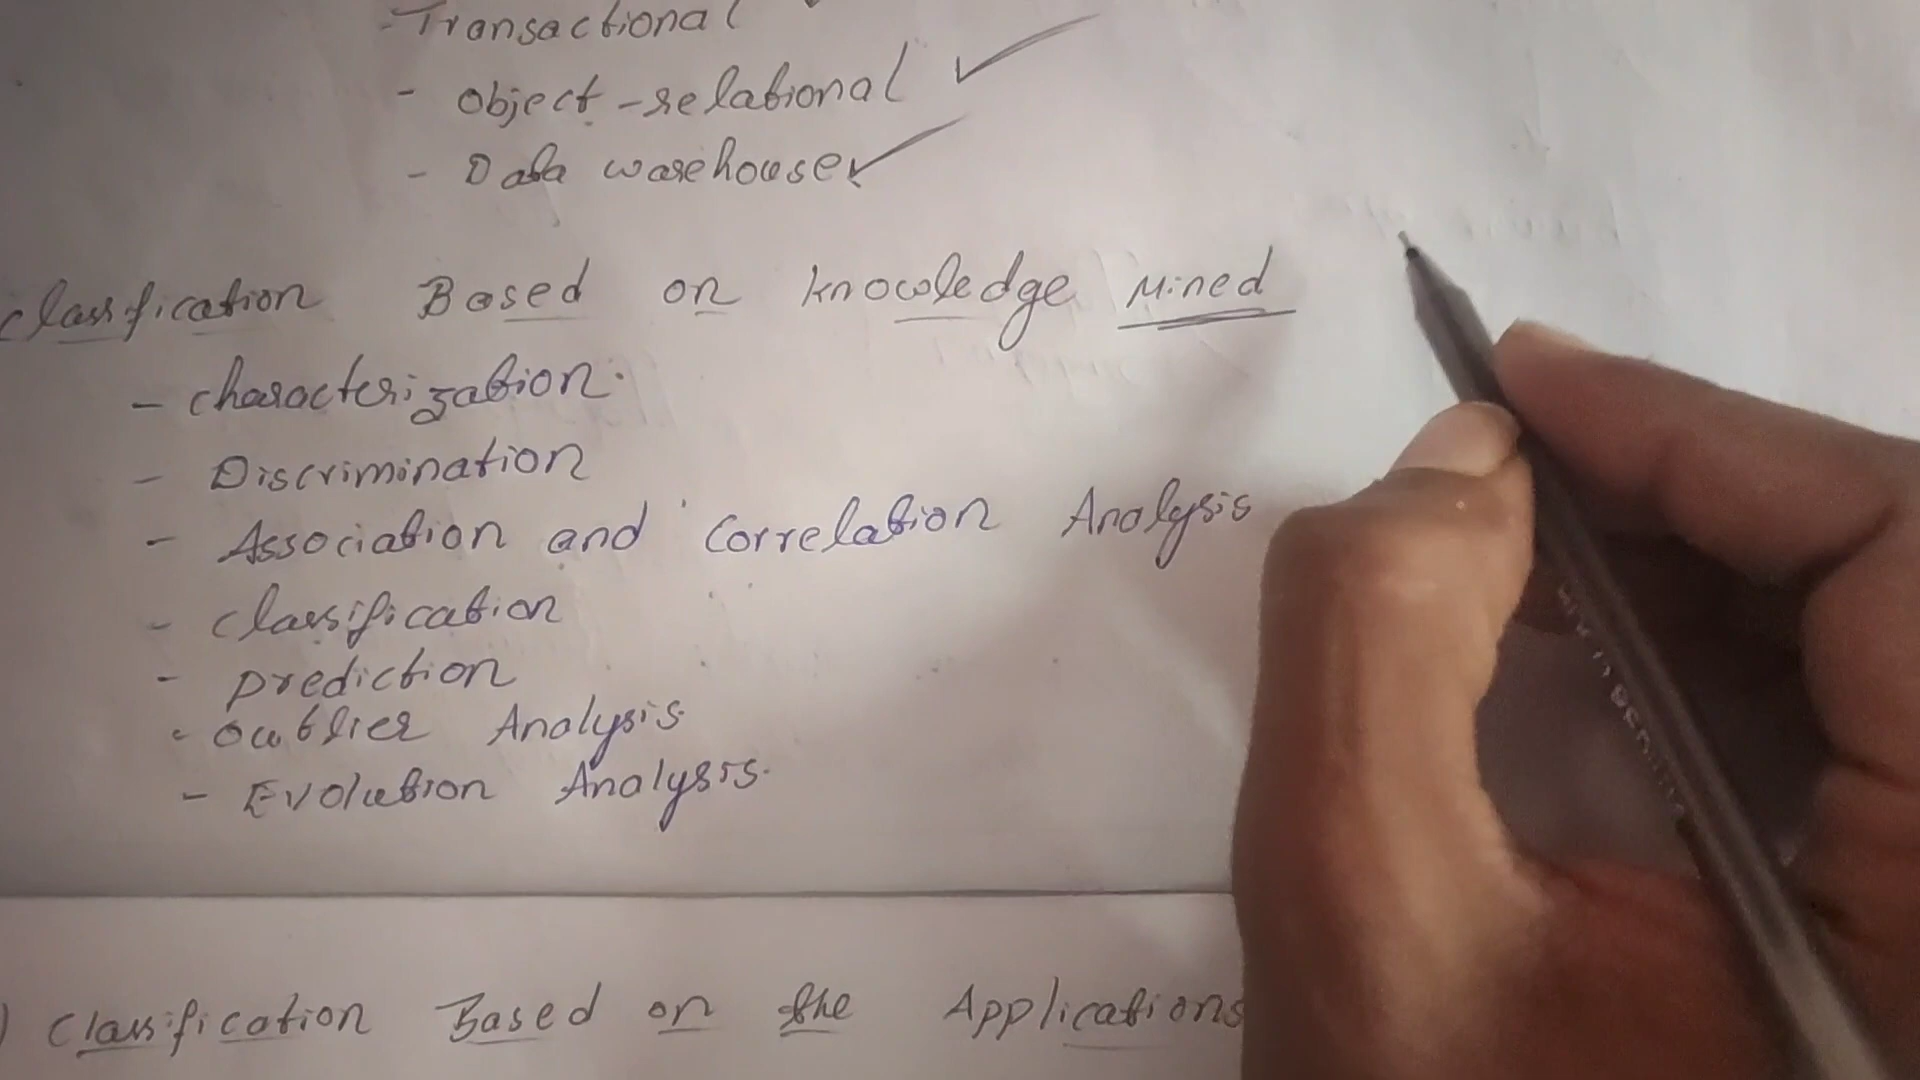 - Transactional
- Object-relational ✓
- Data warehouse ✓
Classification Based on knowledge Mined
- characterization.
- Discrimination
- Association and Correlation Analysis
- classification
- prediction
- outlier Analysis.
- Evolution Analysis.
) Classification Based on the Applications